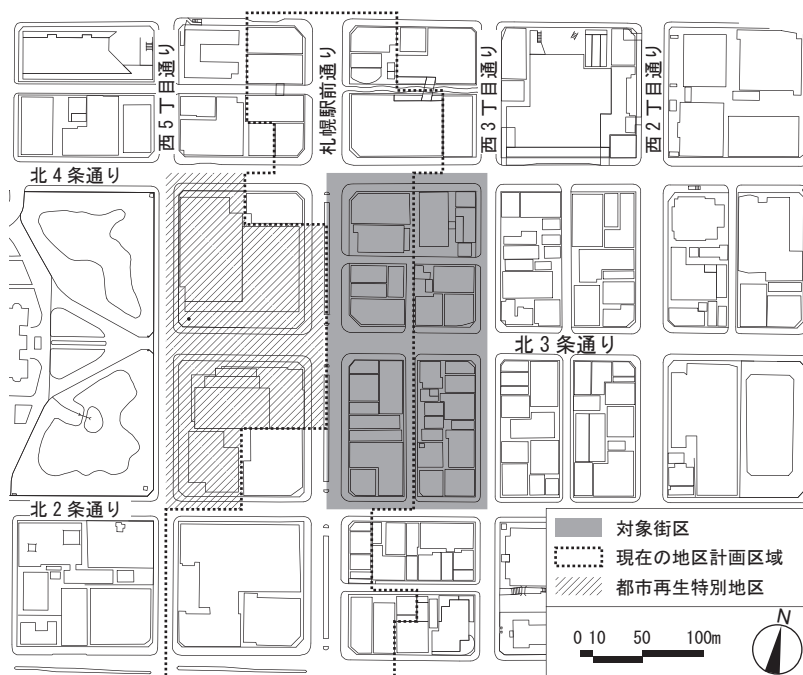 西5丁目通り
札幌駅前通り
西3丁目通り
西2丁目通り
北4条通り
北3条通り
北2条通り
対象街区
現在の地区計画区域
都市再生特別地区
0 10 50 100m
N